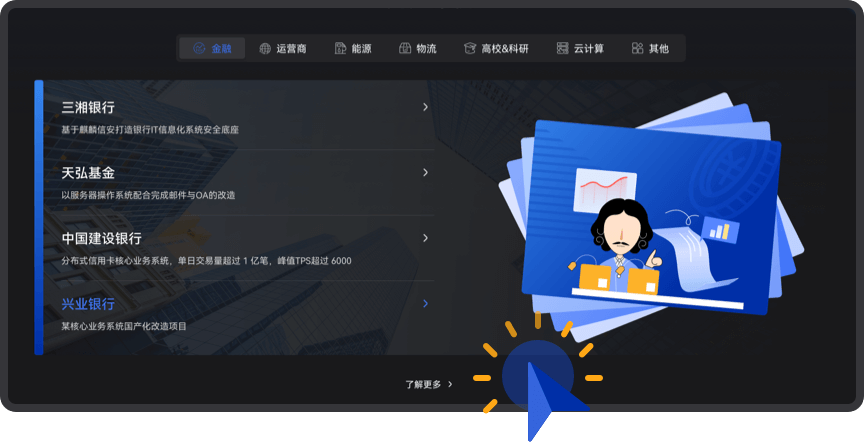 金融 运营商 能源 物流 高校&科研 云计算 其他
三湘银行
基于麒麟信安打造银行IT信息化系统安全底座
天弘基金
以服务器操作系统配合完成邮件与OA的改造
中国建设银行
分布式信用卡核心业务系统，单日交易量超过 1 亿笔，峰值TPS超过 6000
兴业银行
某核心业务系统国产化改造项目
了解更多